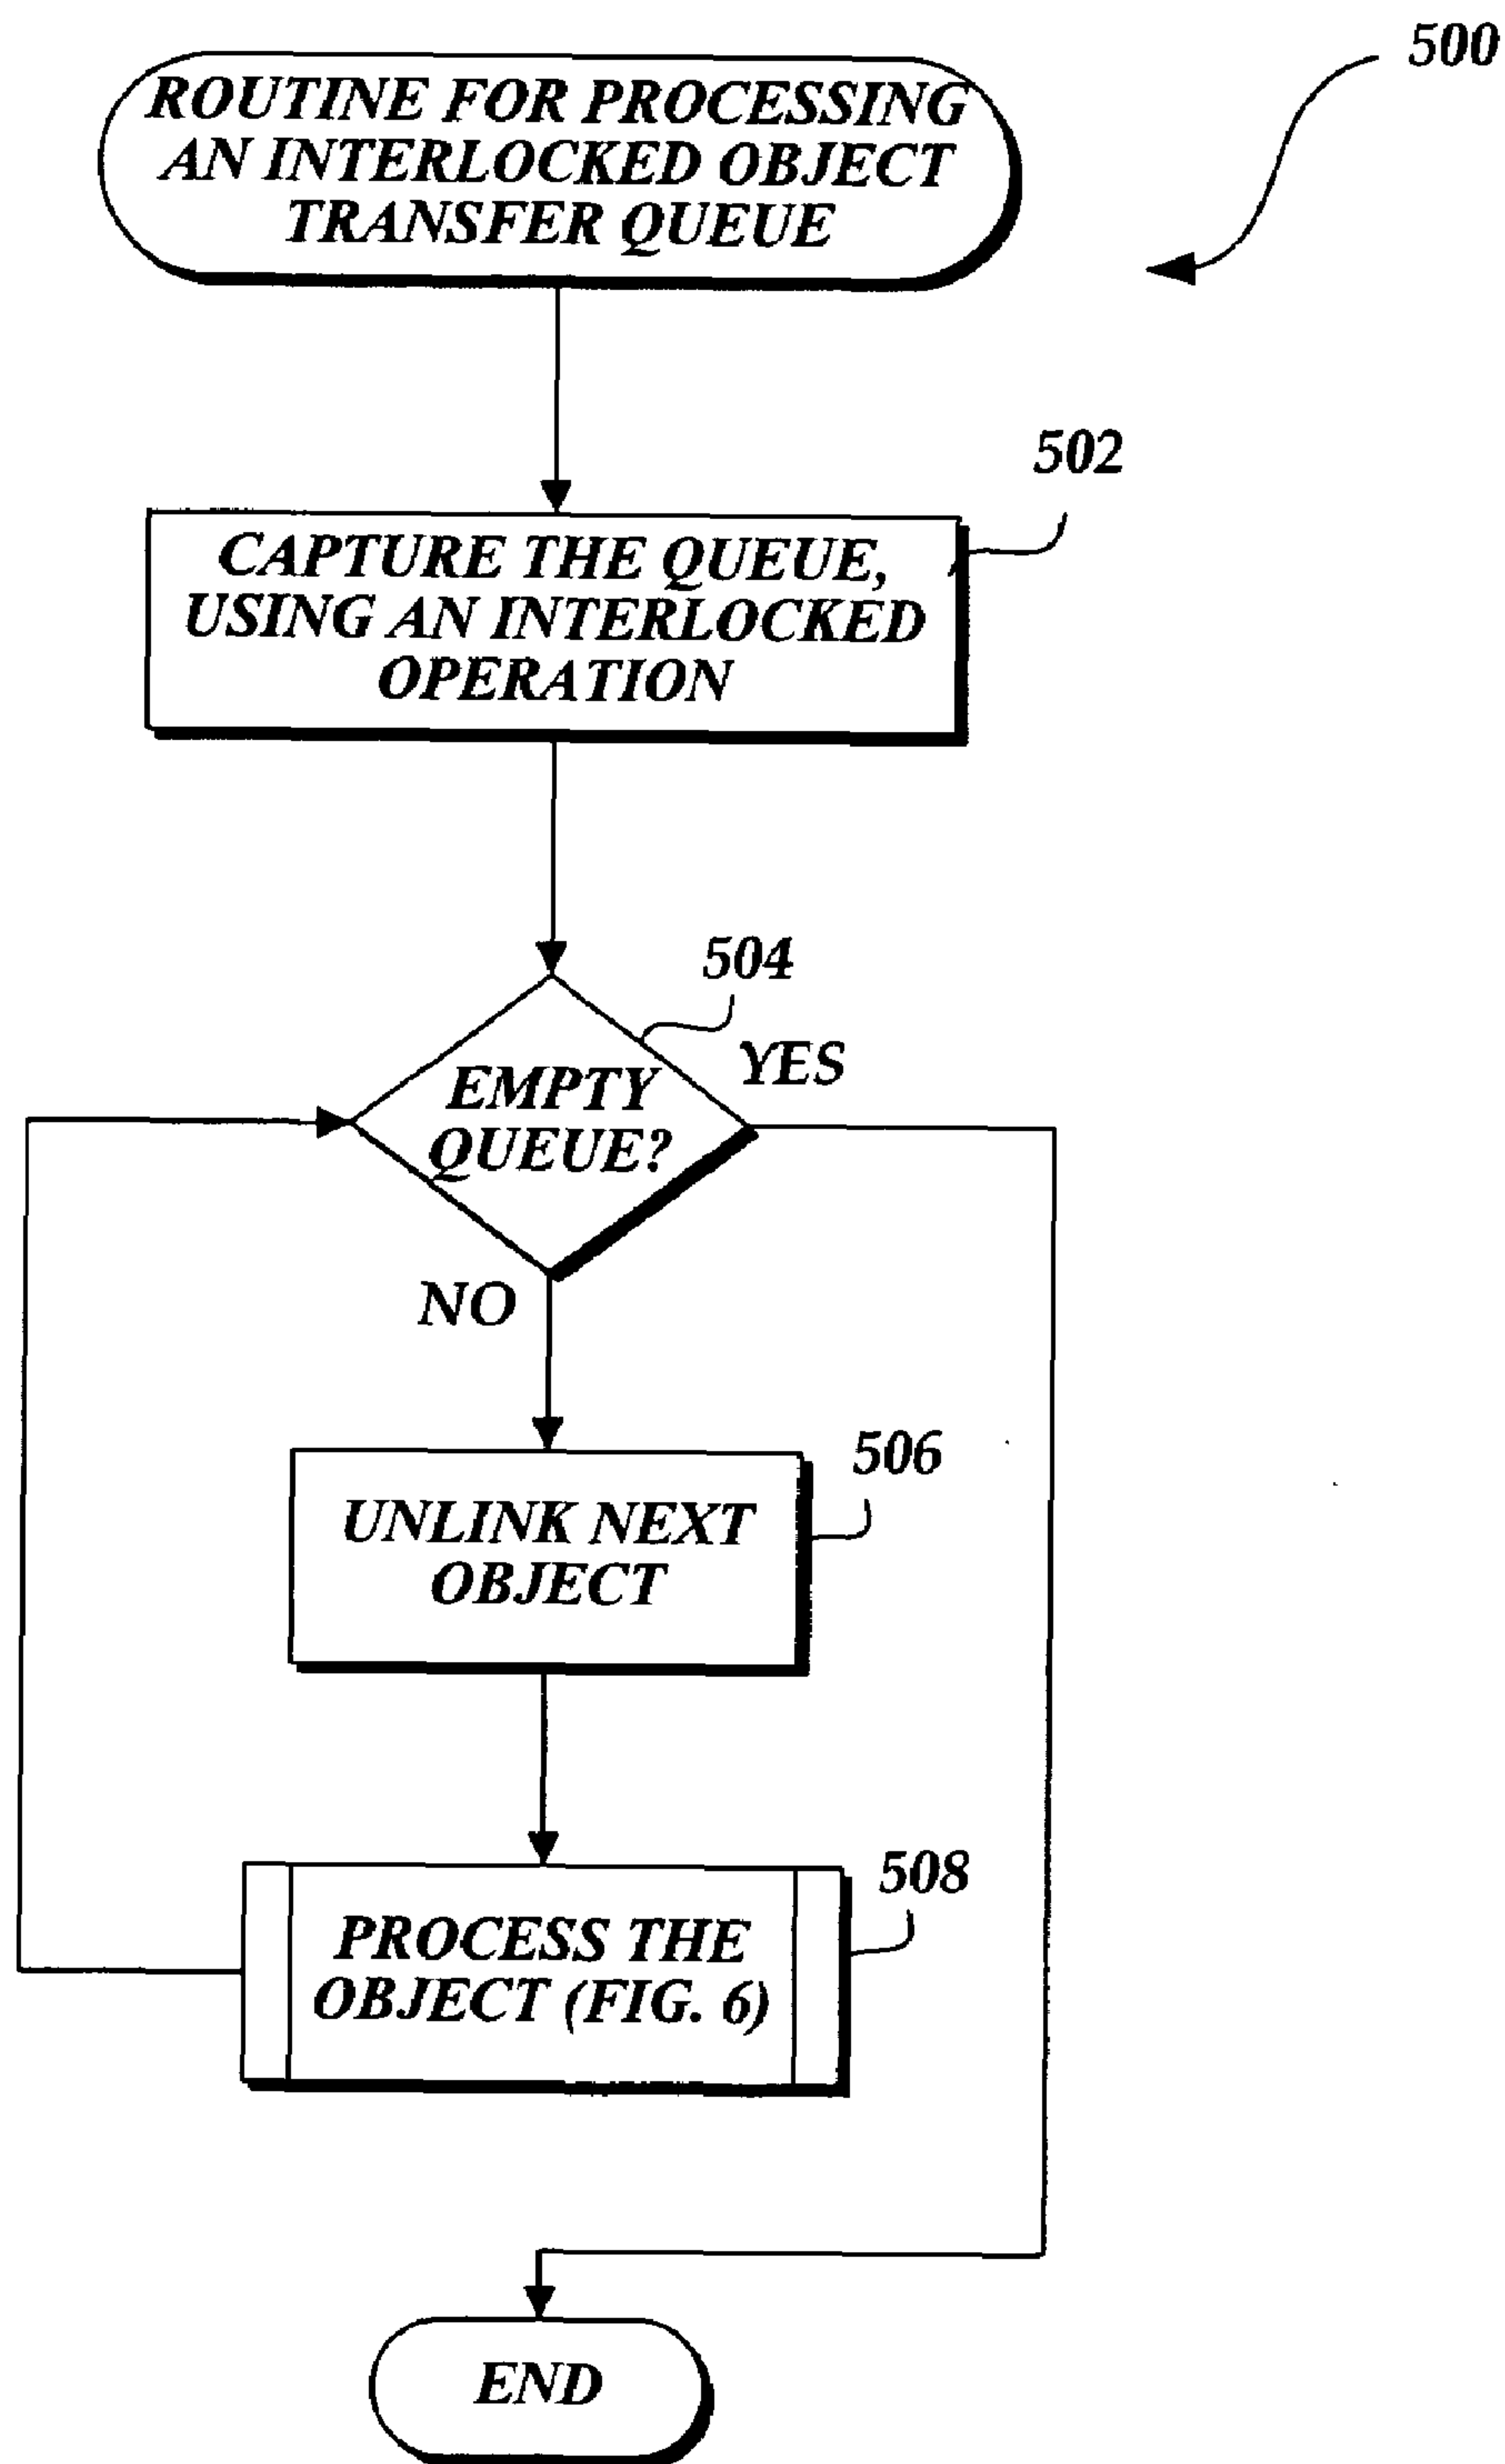 500
ROUTINE FOR PROCESSING
AN INTERLOCKED OBJECT
TRANSFER QUEUE
502
CAPTURE THE QUEUE,
USING AN INTERLOCKED
OPERATION
504
YES
EMPTY
QUEUE?
NO
506
UNLINK NEXT
OBJECT
508
PROCESS THE
OBJECT (FIG. 6)
END